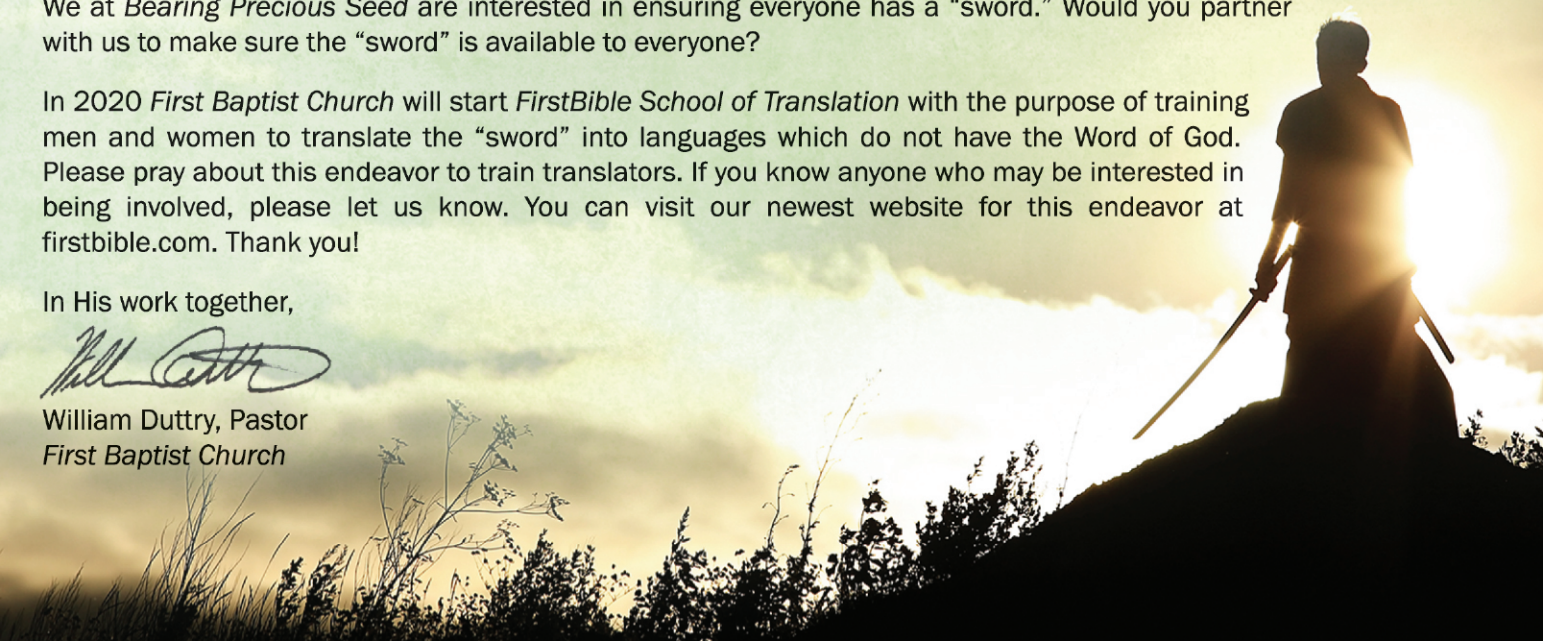 We at Bearing Precious Seed are interested in ensuring everyone has a “sword.” Would you partner
with us to make sure the “sword” is available to everyone?
In 2020 First Baptist Church will start FirstBible School of Translation with the purpose of training
men and women to translate the “sword” into languages which do not have the Word of God.
Please pray about this endeavor to train translators. If you know anyone who may be interested in
being involved, please let us know. You can visit our newest website for this endeavor at
firstbible.com. Thank you!
In His work together,
William Duttry, Pastor
First Baptist Church